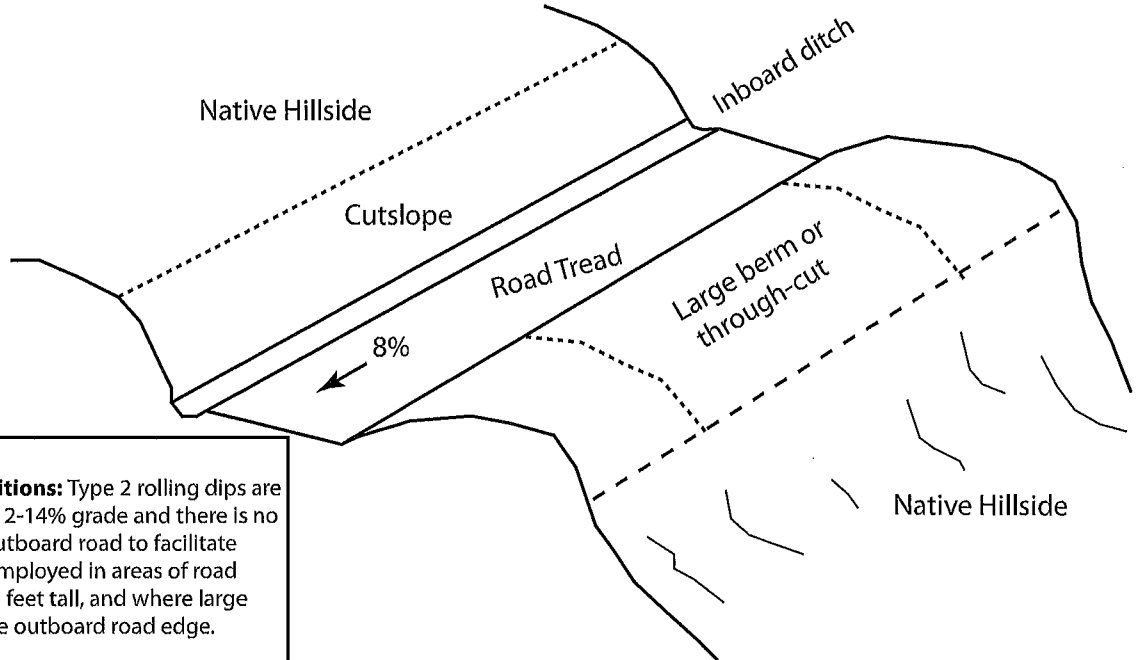 Inboard ditch
Native Hillside
Cutslope
Road Tread
Large berm or
through-cut
8%
Native Hillside
itions: Type 2 rolling dips are
2-14% grade and there is no
utboard road to facilitate
mployed in areas of road
feet tall, and where large
e outboard road edge.